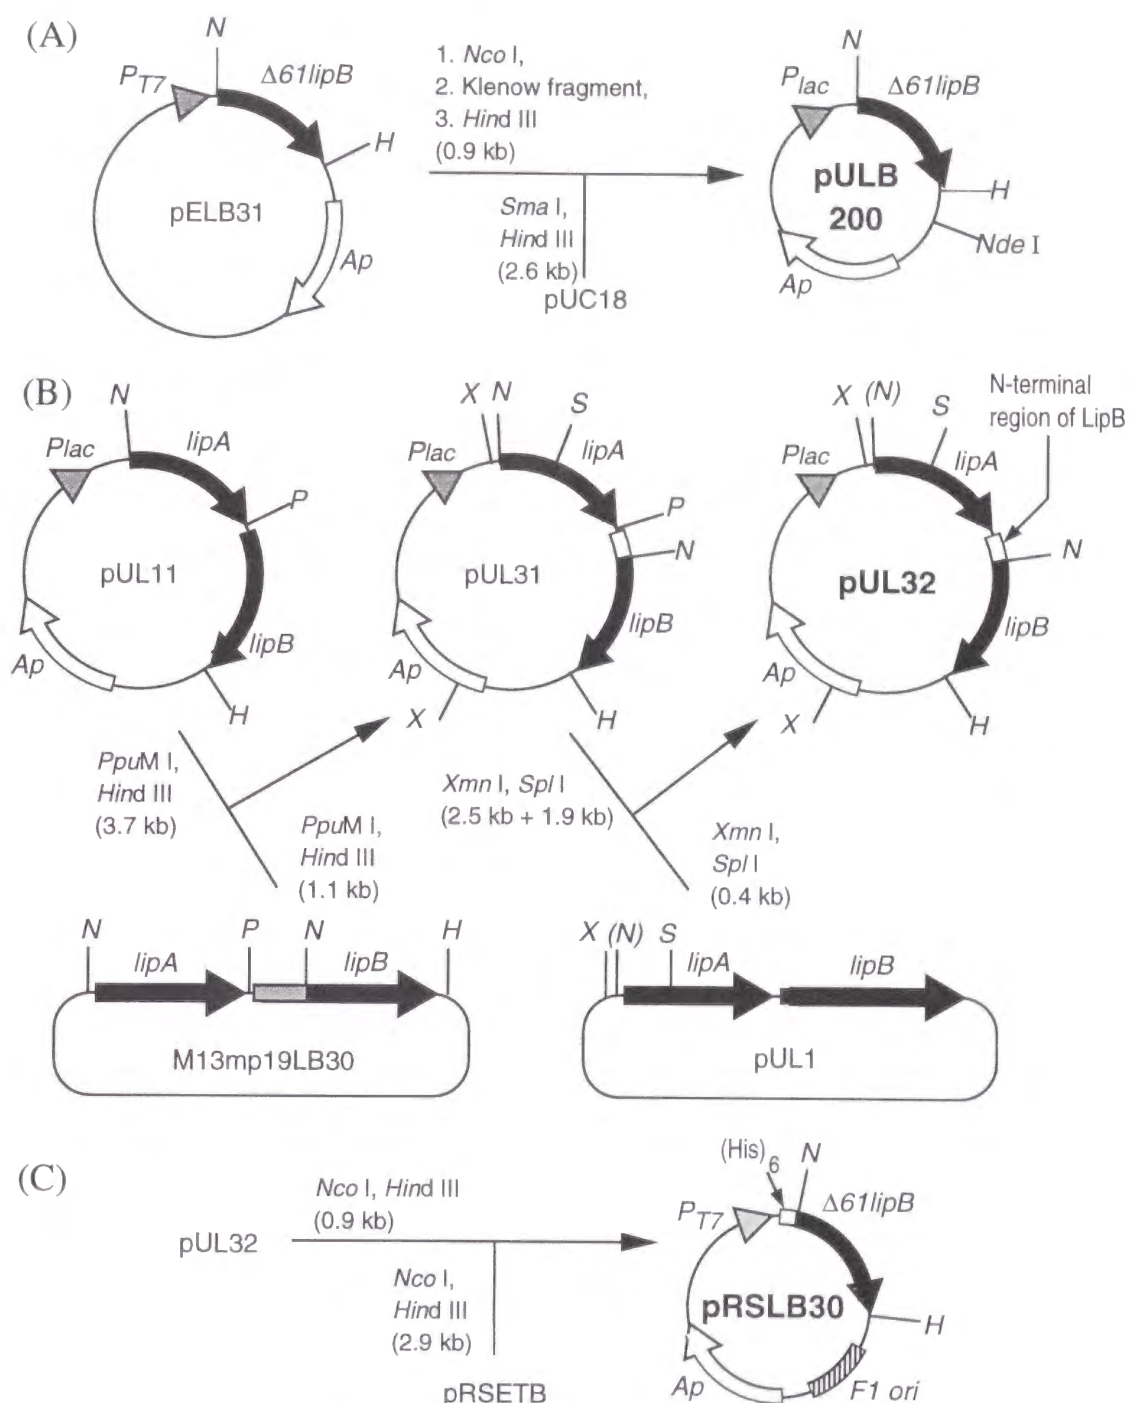 (A)
N
PT7
Δ61lipB
H
pELB31
Ap
1. Nco I,
2. Klenow fragment,
3. Hind III
(0.9 kb)
Sma I,
Hind III
(2.6 kb)
pUC18
N
Plac
Δ61lipB
pULB
200
H
Nde I
Ap
(B)
N
lipA
Plac
P
pUL11
lipB
Ap
H
X N
S
Plac
lipA
P
pUL31
N
lipB
Ap
X
H
X (N)
S
N-terminal
region of LipB
Plac
lipA
N
pUL32
lipB
Ap
X
H
PpuM I,
Hind III
(3.7 kb)
PpuM I,
Hind III
(1.1 kb)
Xmn I, Spl I
(2.5 kb + 1.9 kb)
Xmn I,
Spl I
(0.4 kb)
N
P
N
H
lipA
lipB
M13mp19LB30
X (N)
S
lipA
lipB
pUL1
(C)
pUL32
Nco I, Hind III
(0.9 kb)
Nco I,
Hind III
(2.9 kb)
pRSETB
(His)6
N
PT7
Δ61lipB
pRSLB30
H
Ap
F1 ori